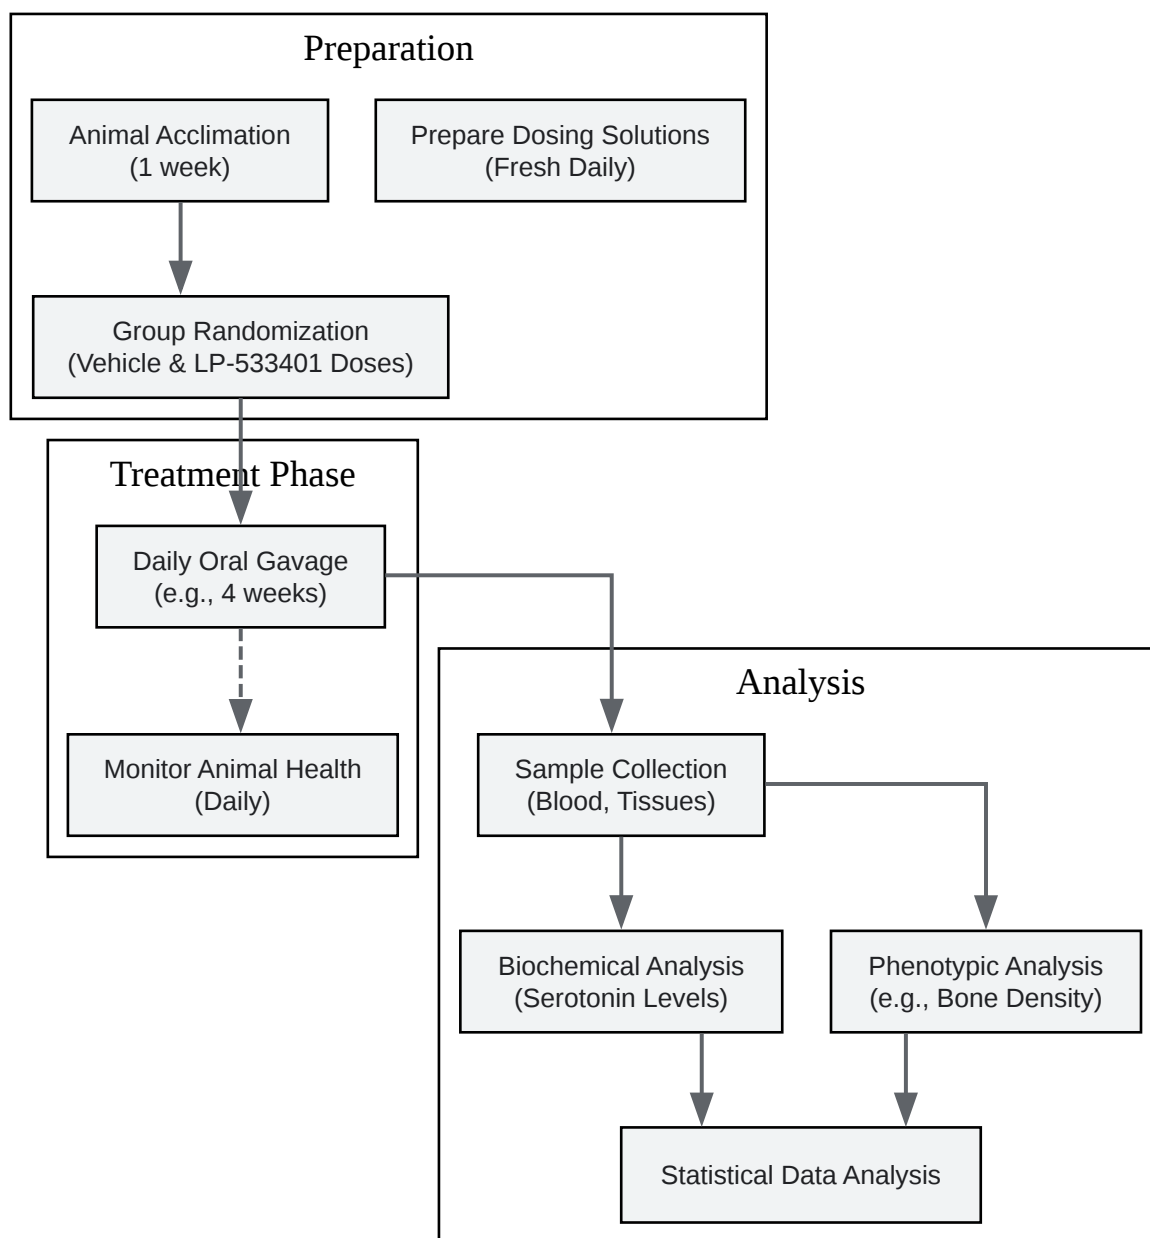 Preparation
Animal Acclimation
(1 week)
Prepare Dosing Solutions
(Fresh Daily)
Group Randomization
(Vehicle & LP-533401 Doses)
Treatment Phase
Daily Oral Gavage
(e.g., 4 weeks)
Monitor Animal Health
(Daily)
Analysis
Sample Collection
(Blood, Tissues)
Biochemical Analysis
(Serotonin Levels)
Phenotypic Analysis
(e.g., Bone Density)
Statistical Data Analysis